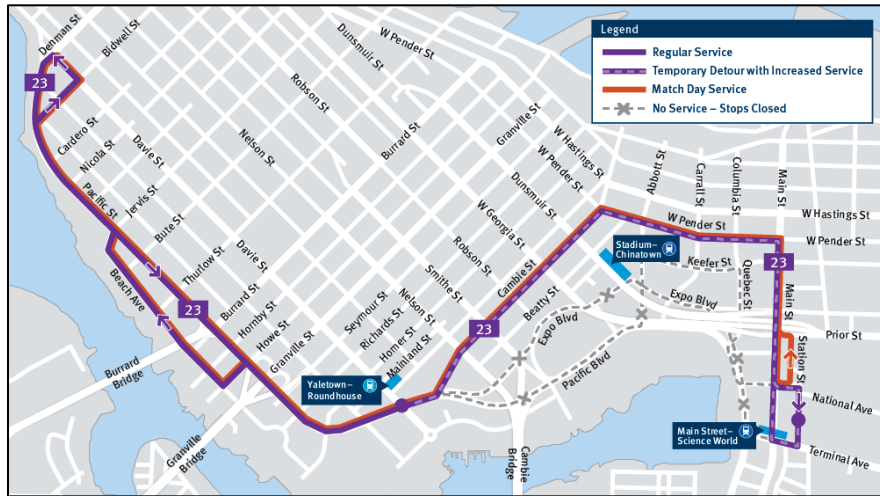 Legend
Regular Service
Temporary Detour with Increased Service
Match Day Service
No Service – Stops Closed
Denman St
Bidwell St
Dunsmuir St
W Pender St
Robson St
Burrard St
Granville St
W Hastings St
W Pender St
Dunsmuir St
W Georgia St
Robson St
Smithe St
Nelson St
Cambie St
Beatty St
Expo Blvd
Pacific Blvd
23
Cardero St
Nicola St
Davie St
Jervis St
Pacific St
Bute St
Nelson St
Thurlow St
Davie St
Burrard St
Hornby St
Howe St
Granville St
Seymour St
Richards St
Homer St
Mainland St
Beach Ave
23
Burrard
Bridge
Granville
Bridge
Yaletown–
Roundhouse
23
Cambie
Bridge
Abbott St
Carrall St
Columbia St
Main St
W Hastings St
W Pender St
W Pender St
Stadium–
Chinatown
Keefer St
Quebec St
23
Expo Blvd
Main St
Prior St
Station St
National Ave
Main Street–
Science World
Terminal Ave